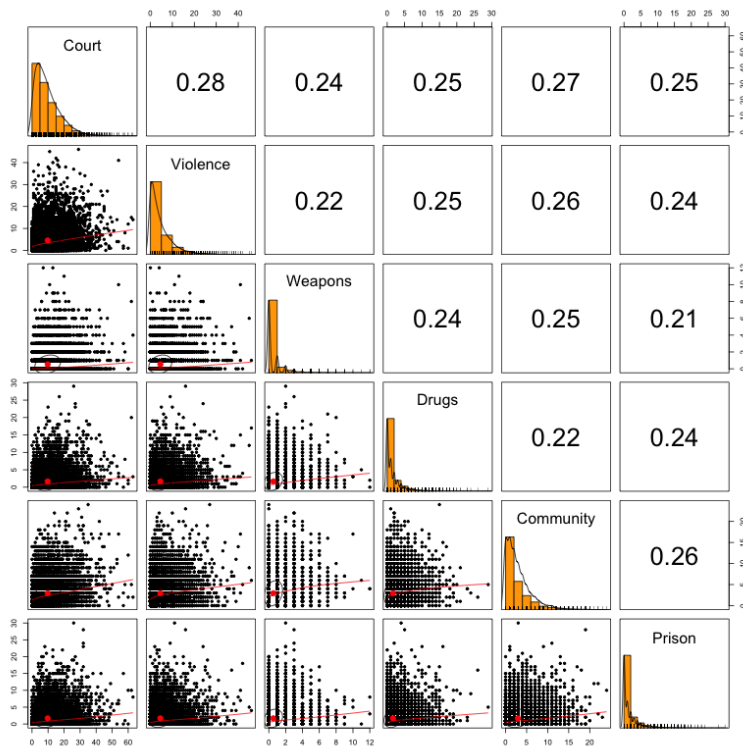 0 10 20 30 40
0 5 10 15 20 25 30
0 5 10 15 20 25 30
Court 0.28 0.24 0.25 0.27 0.25
0 10 20 30 40
Violence 0.22 0.25 0.26 0.24
Weapons 0.24 0.25 0.21
0 5 10 15 20 25 30
Drugs 0.22 0.24
Community 0.26
0 5 10 15 20 25 30
Prison
0 10 20 30 40 50 60
0 2 4 6 8 10 12
0 5 10 15 20